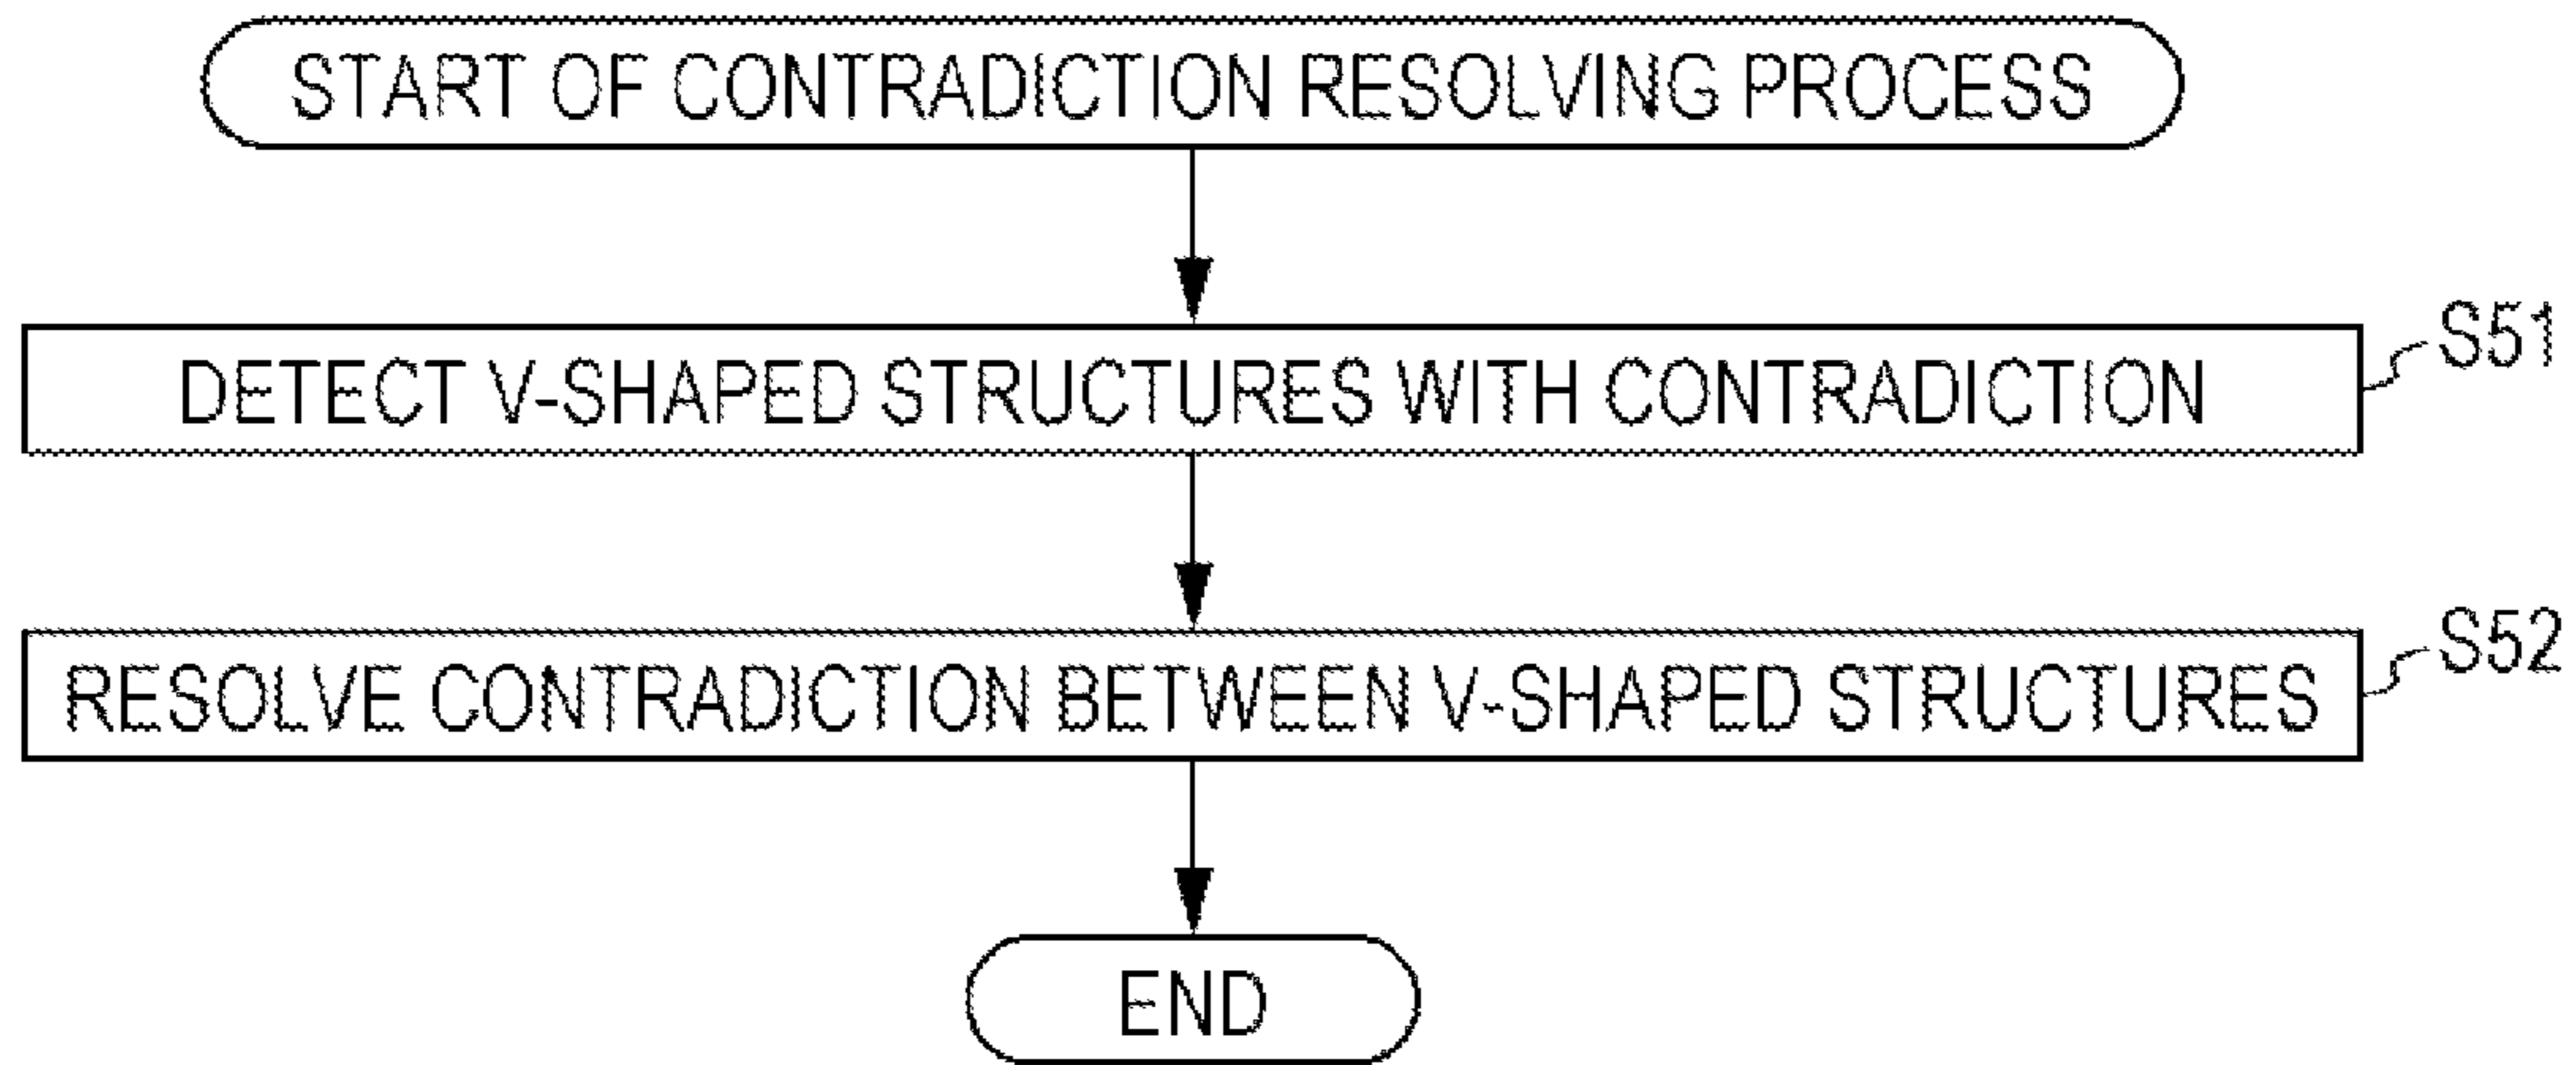 START OF CONTRADICTION RESOLVING PROCESS
DETECT V-SHAPED STRUCTURES WITH CONTRADICTION
S51
RESOLVE CONTRADICTION BETWEEN V-SHAPED STRUCTURES
S52
END